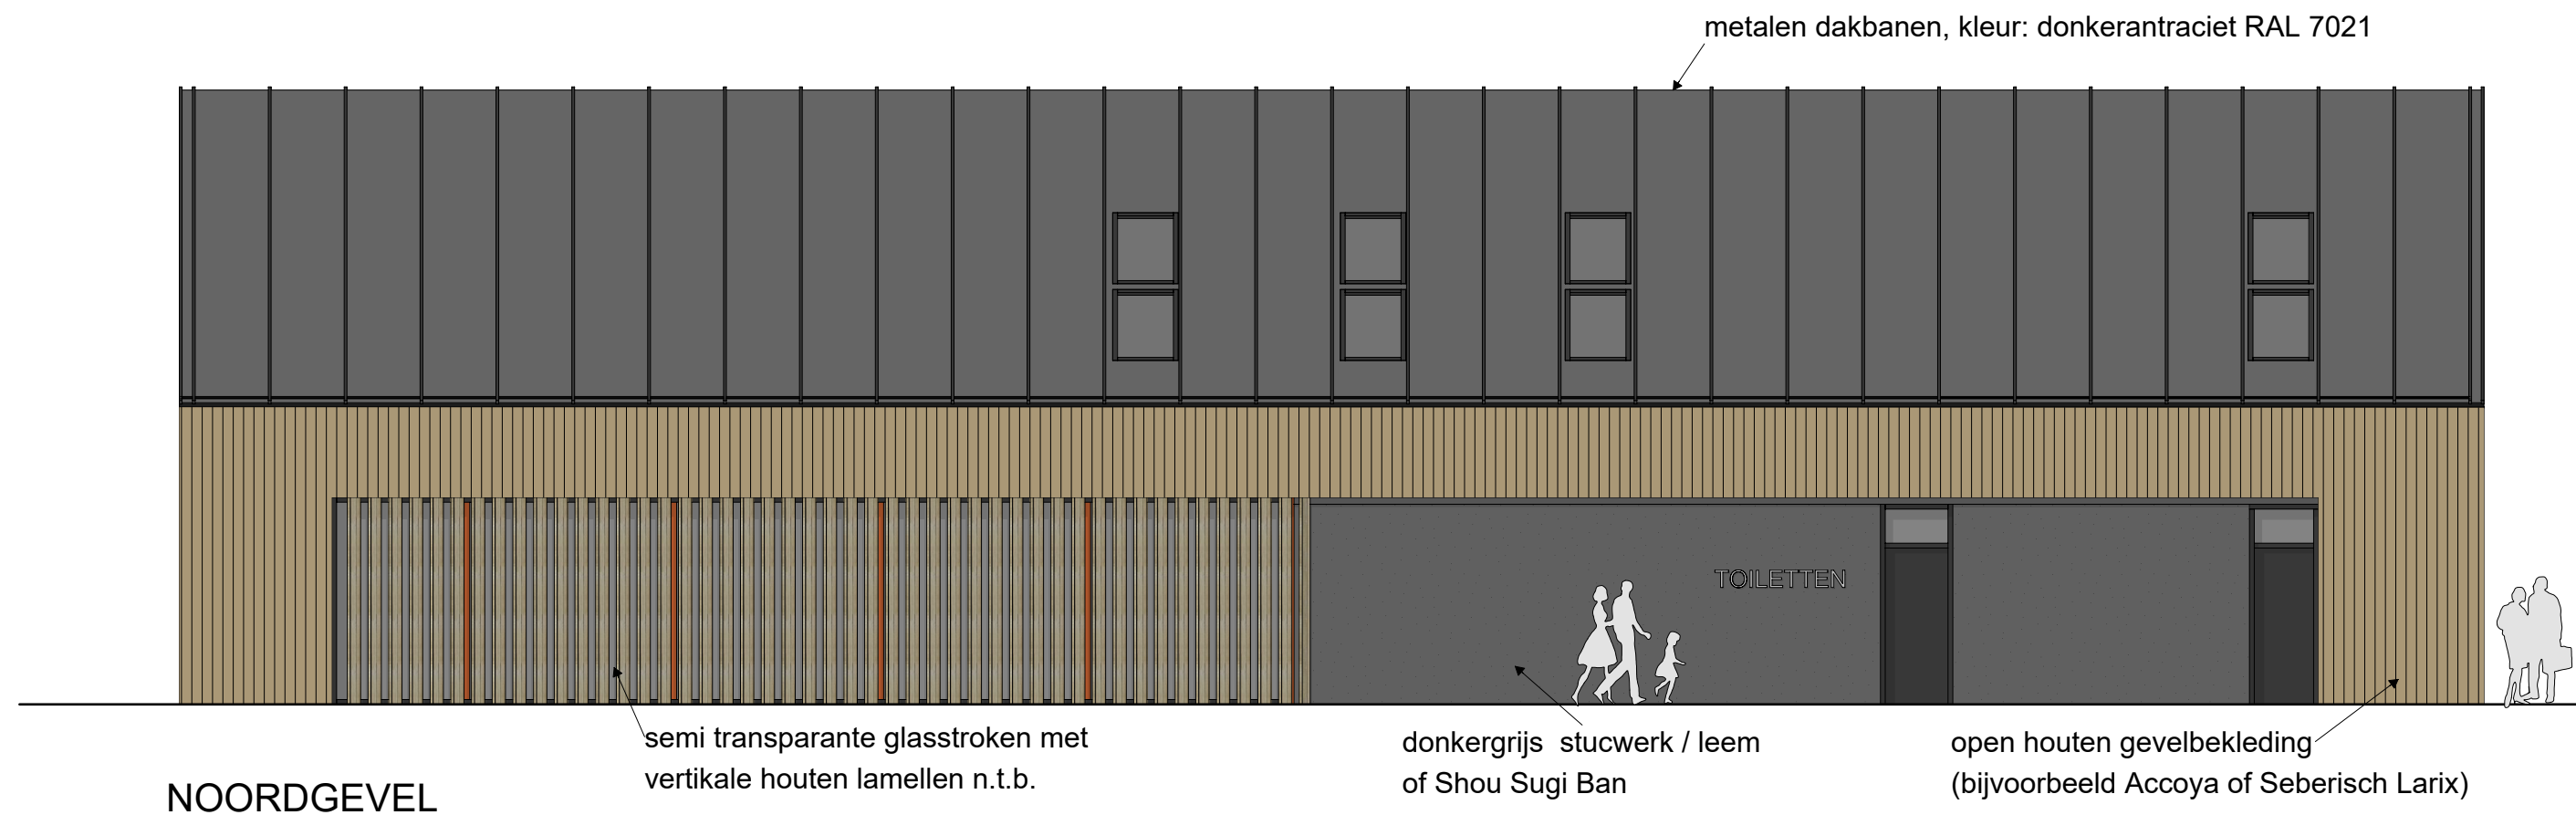 metalen dakbanen, kleur: donkerantraciet RAL 7021
TOILETTEN
semi transparante glasstroken met
vertikale houten lamellen n.t.b.
donkergrijs stucwerk / leem
of Shou Sugi Ban
open houten gevelbekleding
(bijvoorbeeld Accoya of Seberisch Larix)
NOORDGEVEL